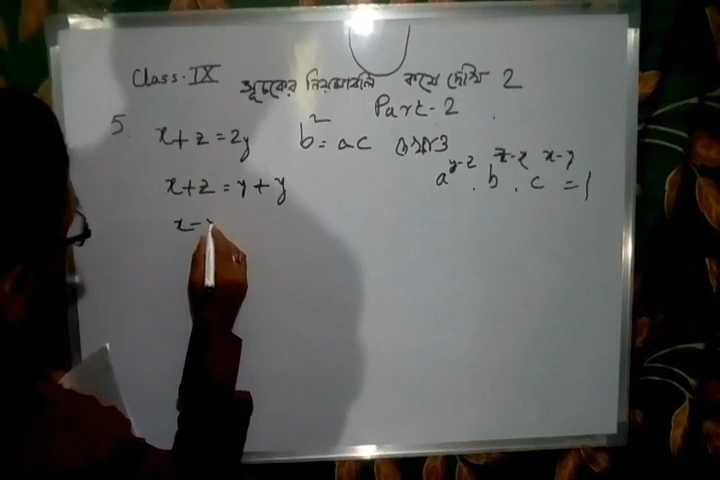 Class - IX সূচকের নিয়মাবলি কষে দেখি 2
Part - 2
5. x + z = 2y b² = ac হলে দেখাও
a^{y-z} . b^{z-x} . c^{x-y} = 1
x + z = y + y
x - y